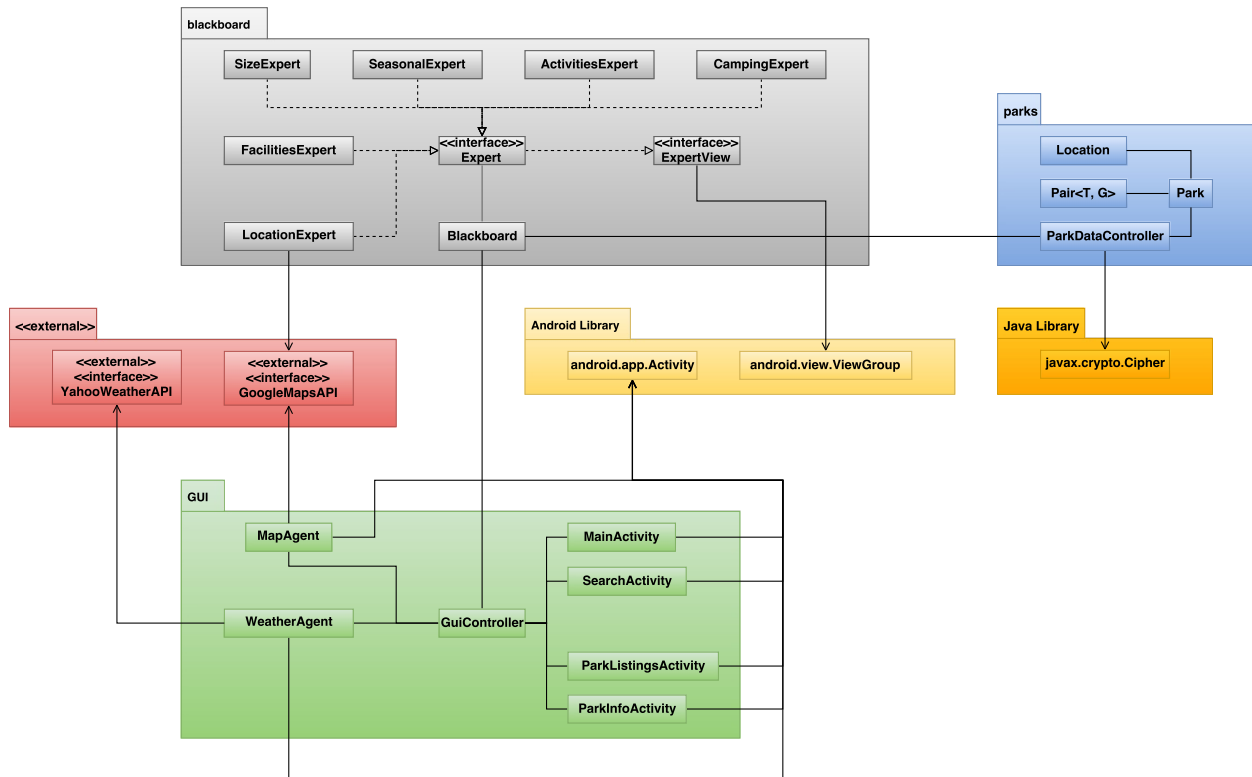 blackboard
SizeExpert
SeasonalExpert
ActivitiesExpert
CampingExpert
FacilitiesExpert
<<interface>>
Expert
<<interface>>
ExpertView
LocationExpert
Blackboard
parks
Location
Pair<T, G>
Park
ParkDataController
<<external>>
<<external>>
<<interface>>
YahooWeatherAPI
<<external>>
<<interface>>
GoogleMapsAPI
Android Library
android.app.Activity
android.view.ViewGroup
Java Library
javax.crypto.Cipher
GUI
MapAgent
MainActivity
SearchActivity
WeatherAgent
GuiController
ParkListingsActivity
ParkInfoActivity